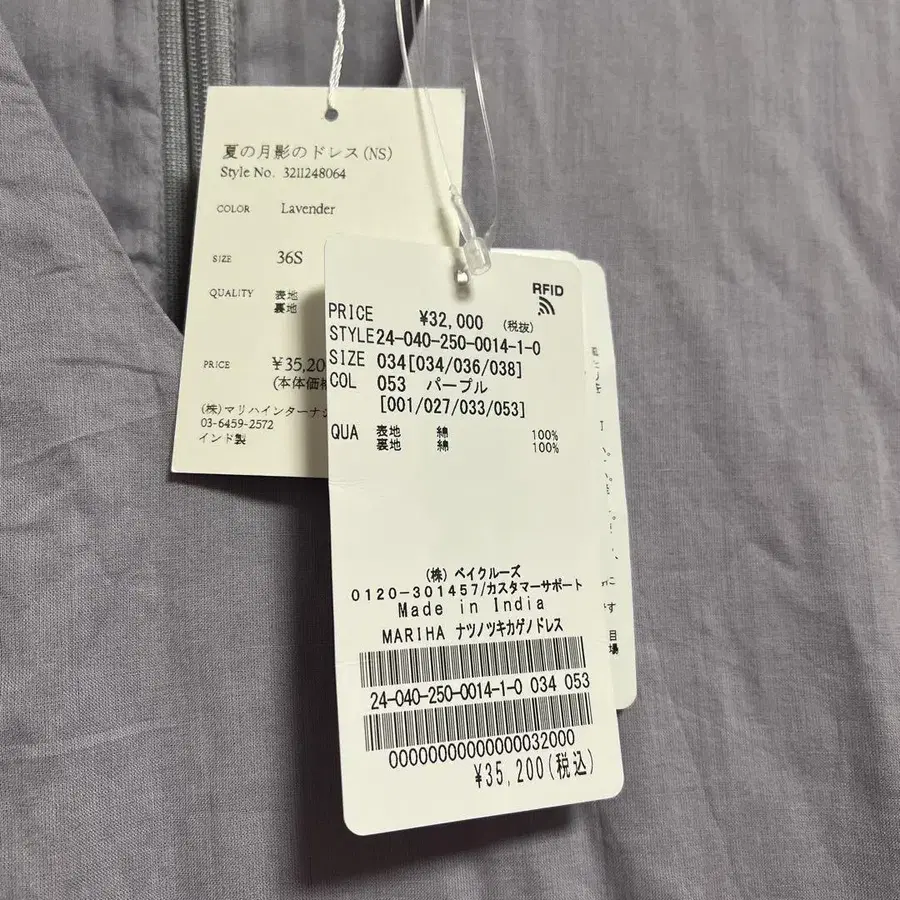 夏の月影のドレス(NS)
Style No. 3211248064
COLOR Lavender
SIZE 36S
QUALITY 表地
裏地
PRICE ¥35,20
(本体価格
(株)マリハインターナシ
03-6459-2572
インド製
RFID
PRICE ¥32,000 (税抜)
STYLE24-040-250-0014-1-0
SIZE 034[034/036/038]
COL 053 パープル
[001/027/033/053]
QUA 表地 綿 100%
裏地 綿 100%
(株) ベイクルーズ
0120-301457/カスタマーサポート
Made in India
MARIHA ナツノツキカゲノドレス
24-040-250-0014-1-0 034 053
00000000000000032000
¥35,200(税込)
す
目
場